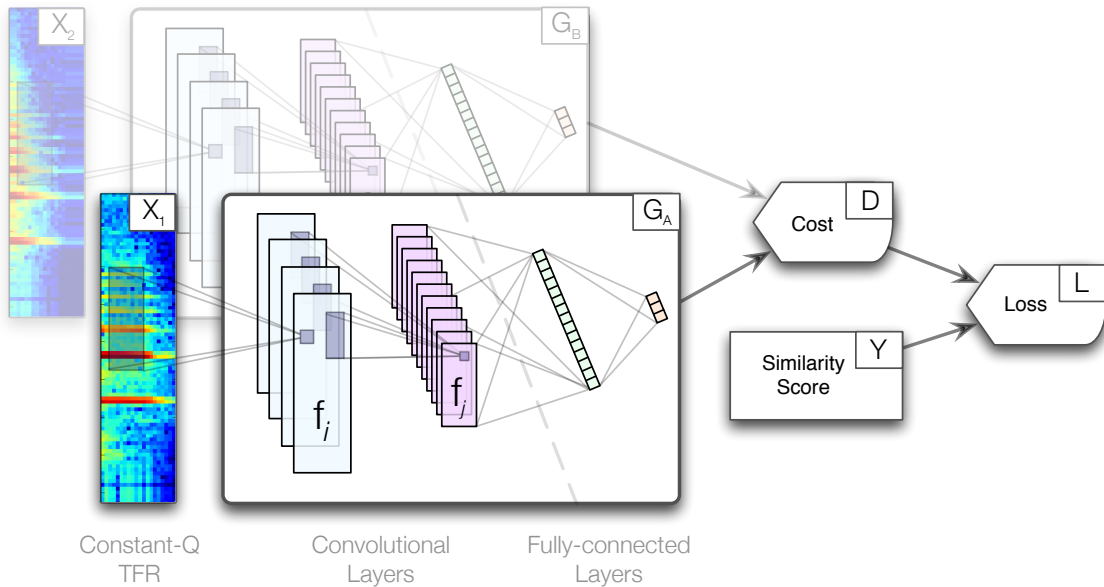 X2
GB
X1
GA
D
Cost
L
Loss
Y
Similarity
Score
fi
fj
Constant-Q
TFR
Convolutional
Layers
Fully-connected
Layers